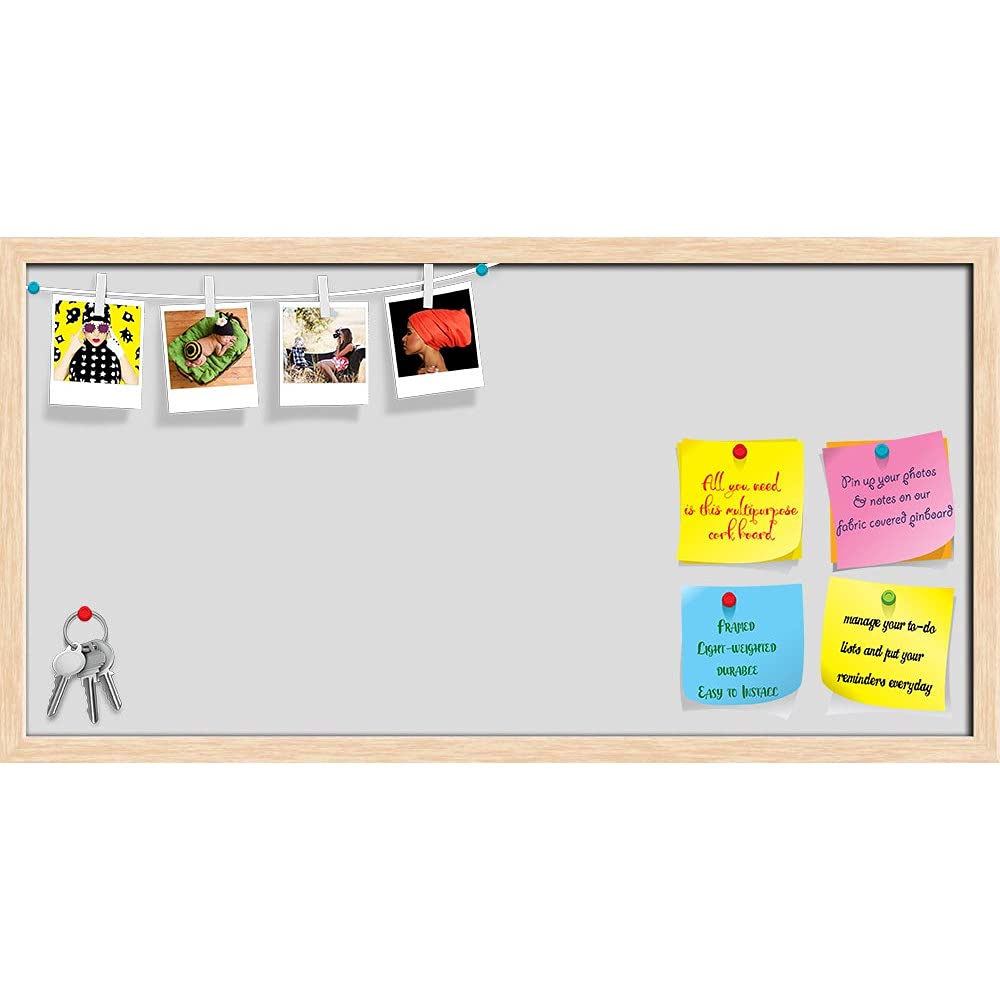 All you need
is this multipurpose
cork board
Pin up your photos
& notes on our
fabric covered pinboard
Framed
Light-weighted
durable
Easy to Install
manage your to-do
lists and put your
reminders everyday